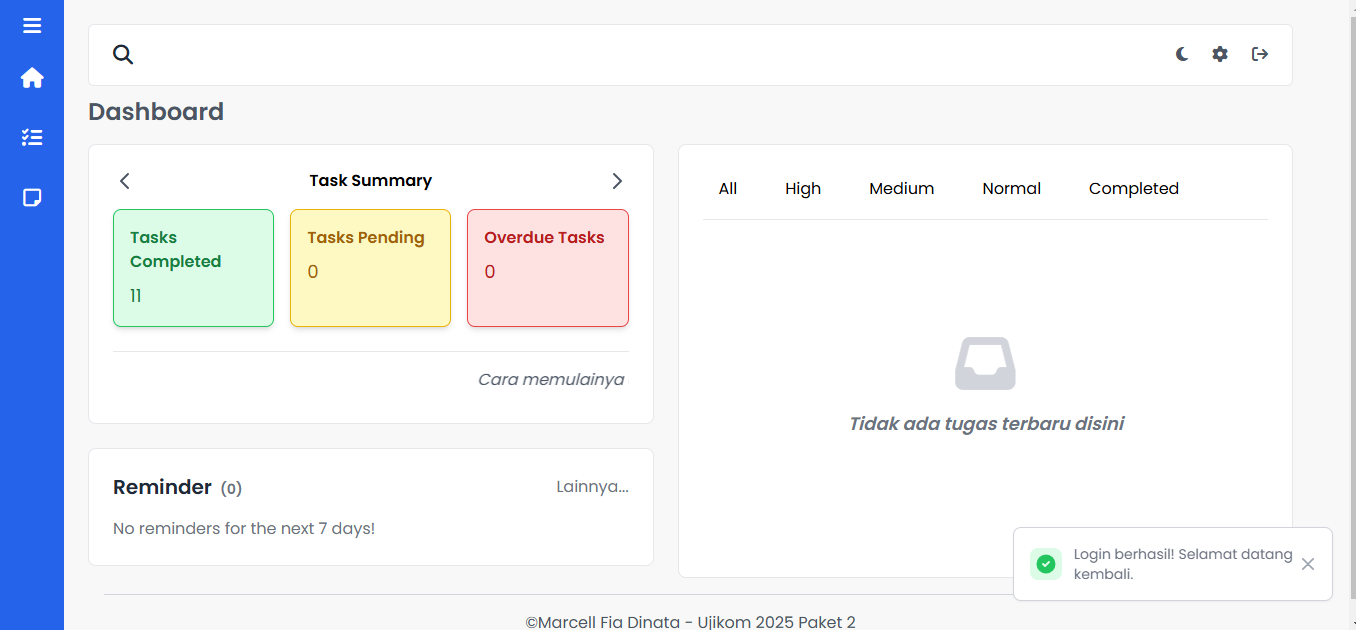 Dashboard
Task Summary
Tasks
Completed
11
Tasks Pending
0
Overdue Tasks
0
Cara memulainya
Reminder (0)
Lainnya...
No reminders for the next 7 days!
All High Medium Normal Completed
Tidak ada tugas terbaru disini
Login berhasil! Selamat datang
kembali.
©Marcell Fia Dinata - Ujikom 2025 Paket 2